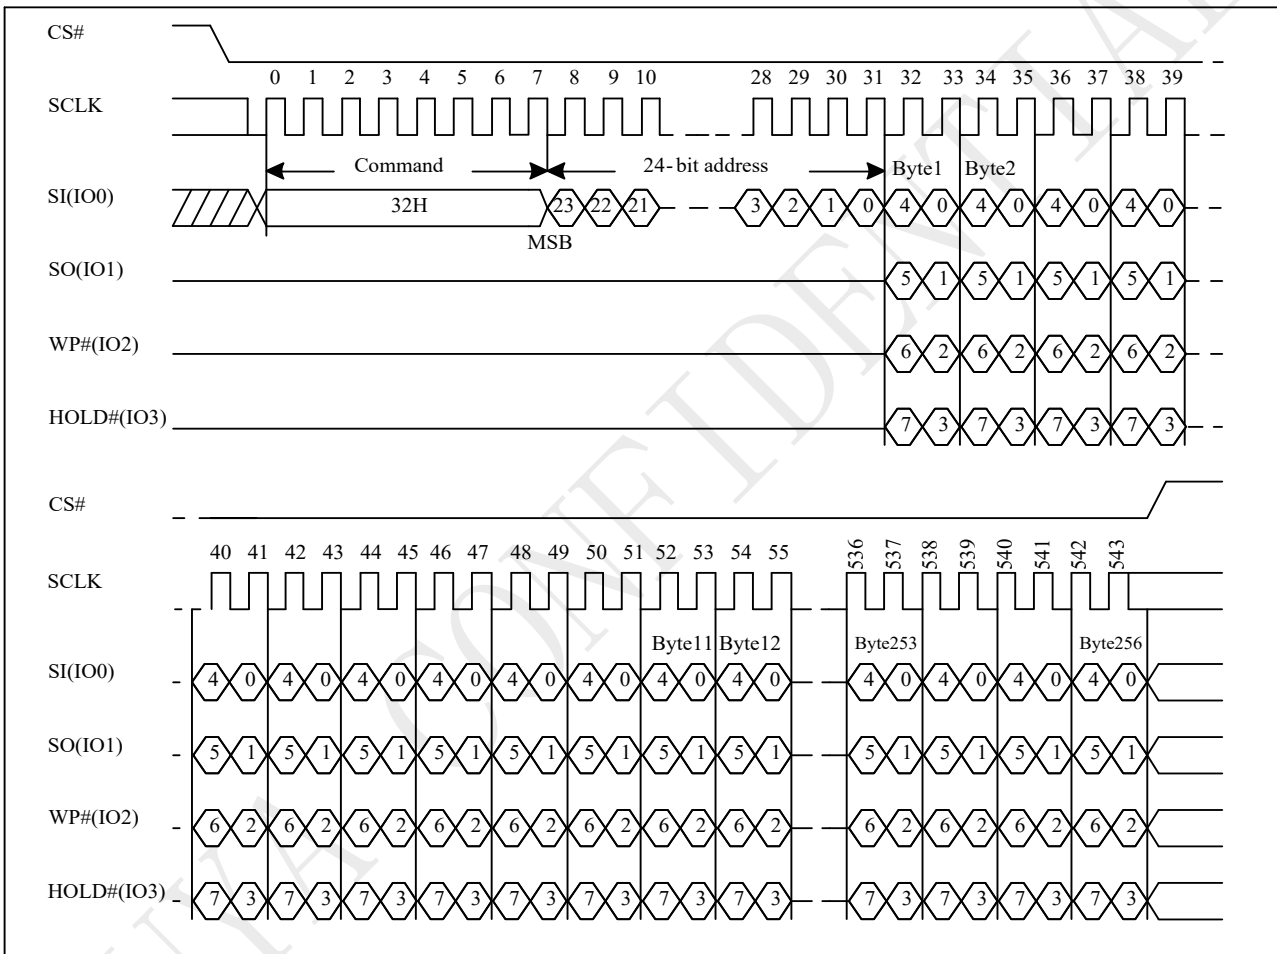 CS#
0 1 2 3 4 5 6 7 8 9 10 28 29 30 31 32 33 34 35 36 37 38 39
SCLK
Command 24-bit address Byte1 Byte2
SI(IO0) 32H 23 22 21 3 2 1 0 4 0 4 0 4 0 4 0
MSB
SO(IO1) 5 1 5 1 5 1 5 1
WP#(IO2) 6 2 6 2 6 2 6 2
HOLD#(IO3) 7 3 7 3 7 3 7 3
CS#
40 41 42 43 44 45 46 47 48 49 50 51 52 53 54 55 536 537 538 539 540 541 542 543
SCLK
Byte11 Byte12 Byte253 Byte256
SI(IO0) 4 0 4 0 4 0 4 0 4 0 4 0 4 0 4 0 4 0 4 0 4 0 4 0
SO(IO1) 5 1 5 1 5 1 5 1 5 1 5 1 5 1 5 1 5 1 5 1 5 1 5 1
WP#(IO2) 6 2 6 2 6 2 6 2 6 2 6 2 6 2 6 2 6 2 6 2 6 2 6 2
HOLD#(IO3) 7 3 7 3 7 3 7 3 7 3 7 3 7 3 7 3 7 3 7 3 7 3 7 3